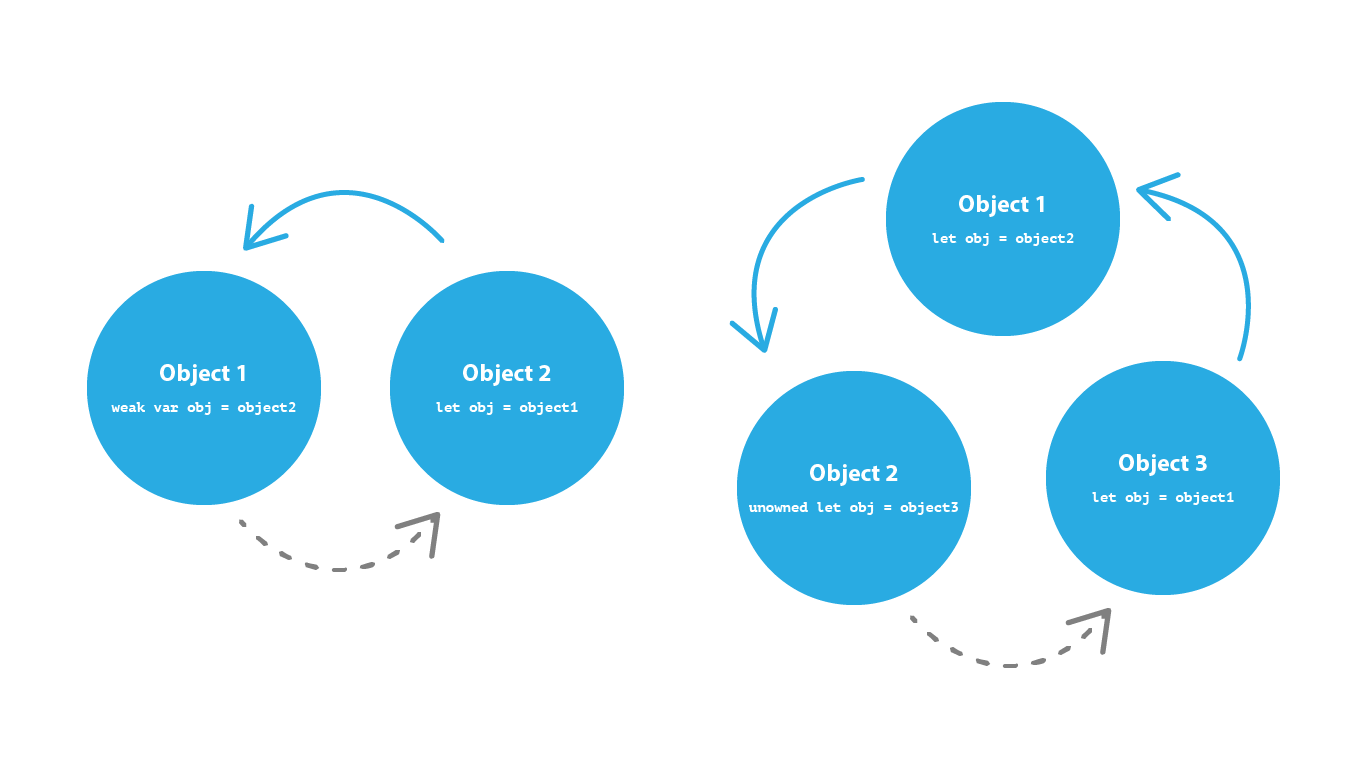 Object 1
weak var obj = object2
Object 2
let obj = object1
Object 1
let obj = object2
Object 2
unowned let obj = object3
Object 3
let obj = object1